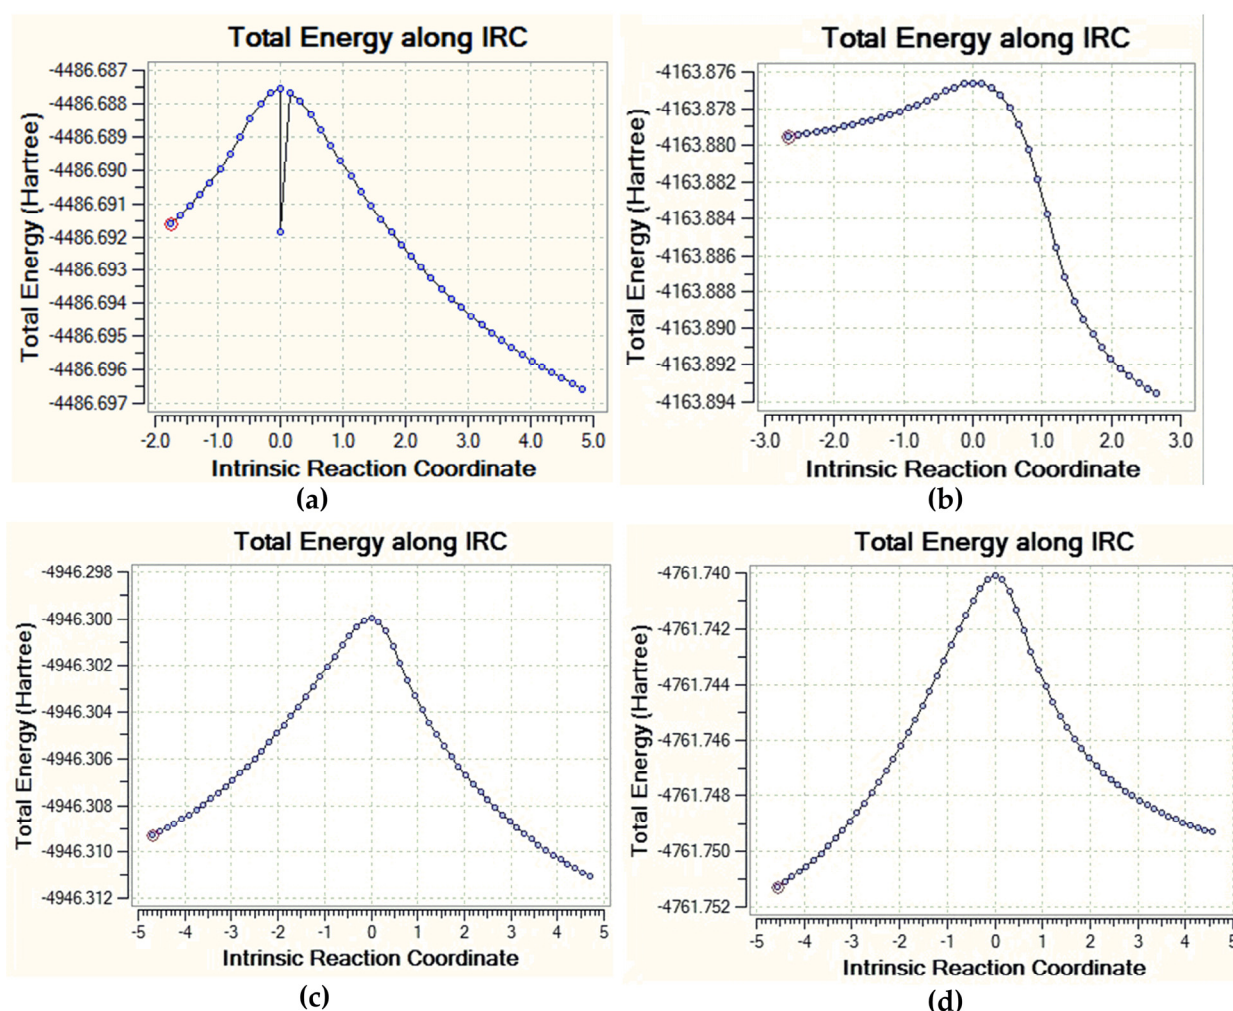 Total Energy along IRC
Total Energy (Hartree)
-4486.687
-4486.688
-4486.689
-4486.690
-4486.691
-4486.692
-4486.693
-4486.694
-4486.695
-4486.696
-4486.697
-2.0 -1.0 0.0 1.0 2.0 3.0 4.0 5.0
Intrinsic Reaction Coordinate
(a)
Total Energy along IRC
Total Energy (Hartree)
-4163.876
-4163.878
-4163.880
-4163.882
-4163.884
-4163.886
-4163.888
-4163.890
-4163.892
-4163.894
-3.0 -2.0 -1.0 0.0 1.0 2.0 3.0
Intrinsic Reaction Coordinate
(b)
Total Energy along IRC
Total Energy (Hartree)
-4946.298
-4946.300
-4946.302
-4946.304
-4946.306
-4946.308
-4946.310
-4946.312
-5 -4 -3 -2 -1 0 1 2 3 4 5
Intrinsic Reaction Coordinate
(c)
Total Energy along IRC
Total Energy (Hartree)
-4761.740
-4761.742
-4761.744
-4761.746
-4761.748
-4761.750
-4761.752
-5 -4 -3 -2 -1 0 1 2 3 4 5
Intrinsic Reaction Coordinate
(d)